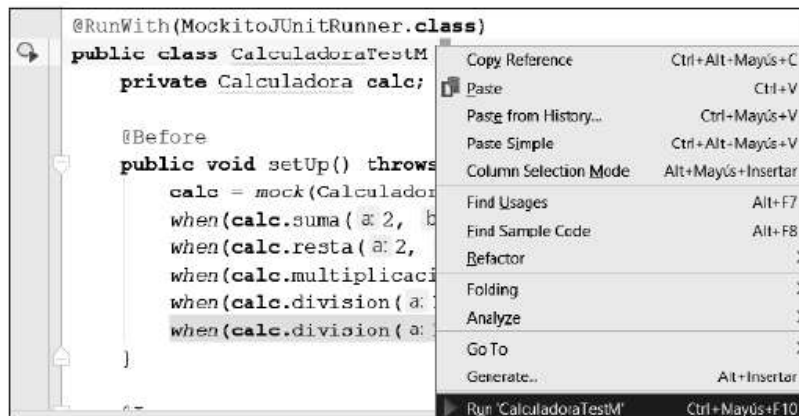 @RunWith(MockitoJUnitRunner.class)
public class CalculadoraTestM
private Calculadora calc;
@Before
public void setUp() throws
calc = mock(Calculador
when(calc.suma( a: 2, b
when(calc.resta( a: 2,
when(calc.multiplicaci
when(calc.division( a:
when(calc.division( a:
}
Copy Reference Ctrl+Alt+Mayús+C
Paste Ctrl+V
Paste from History... Ctrl+Mayús+V
Paste Simple Ctrl+Alt+Mayús+V
Column Selection Mode Alt+Mayús+Insertar
Find Usages Alt+F7
Find Sample Code Alt+F8
Refactor
Folding
Analyze
Go To
Generate... Alt+Insertar
Run 'CalculadoraTestM' Ctrl+Mayús+F10